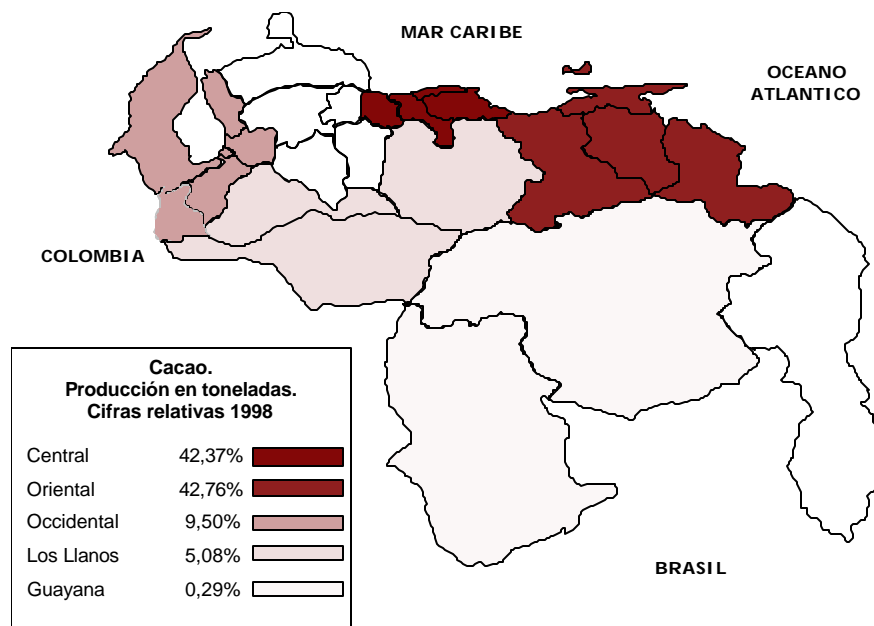 MAR CARIBE
OCEANO
ATLANTICO
COLOMBIA
BRASIL
Cacao.
Producción en toneladas.
Cifras relativas 1998
Central 42,37%
Oriental 42,76%
Occidental 9,50%
Los Llanos 5,08%
Guayana 0,29%